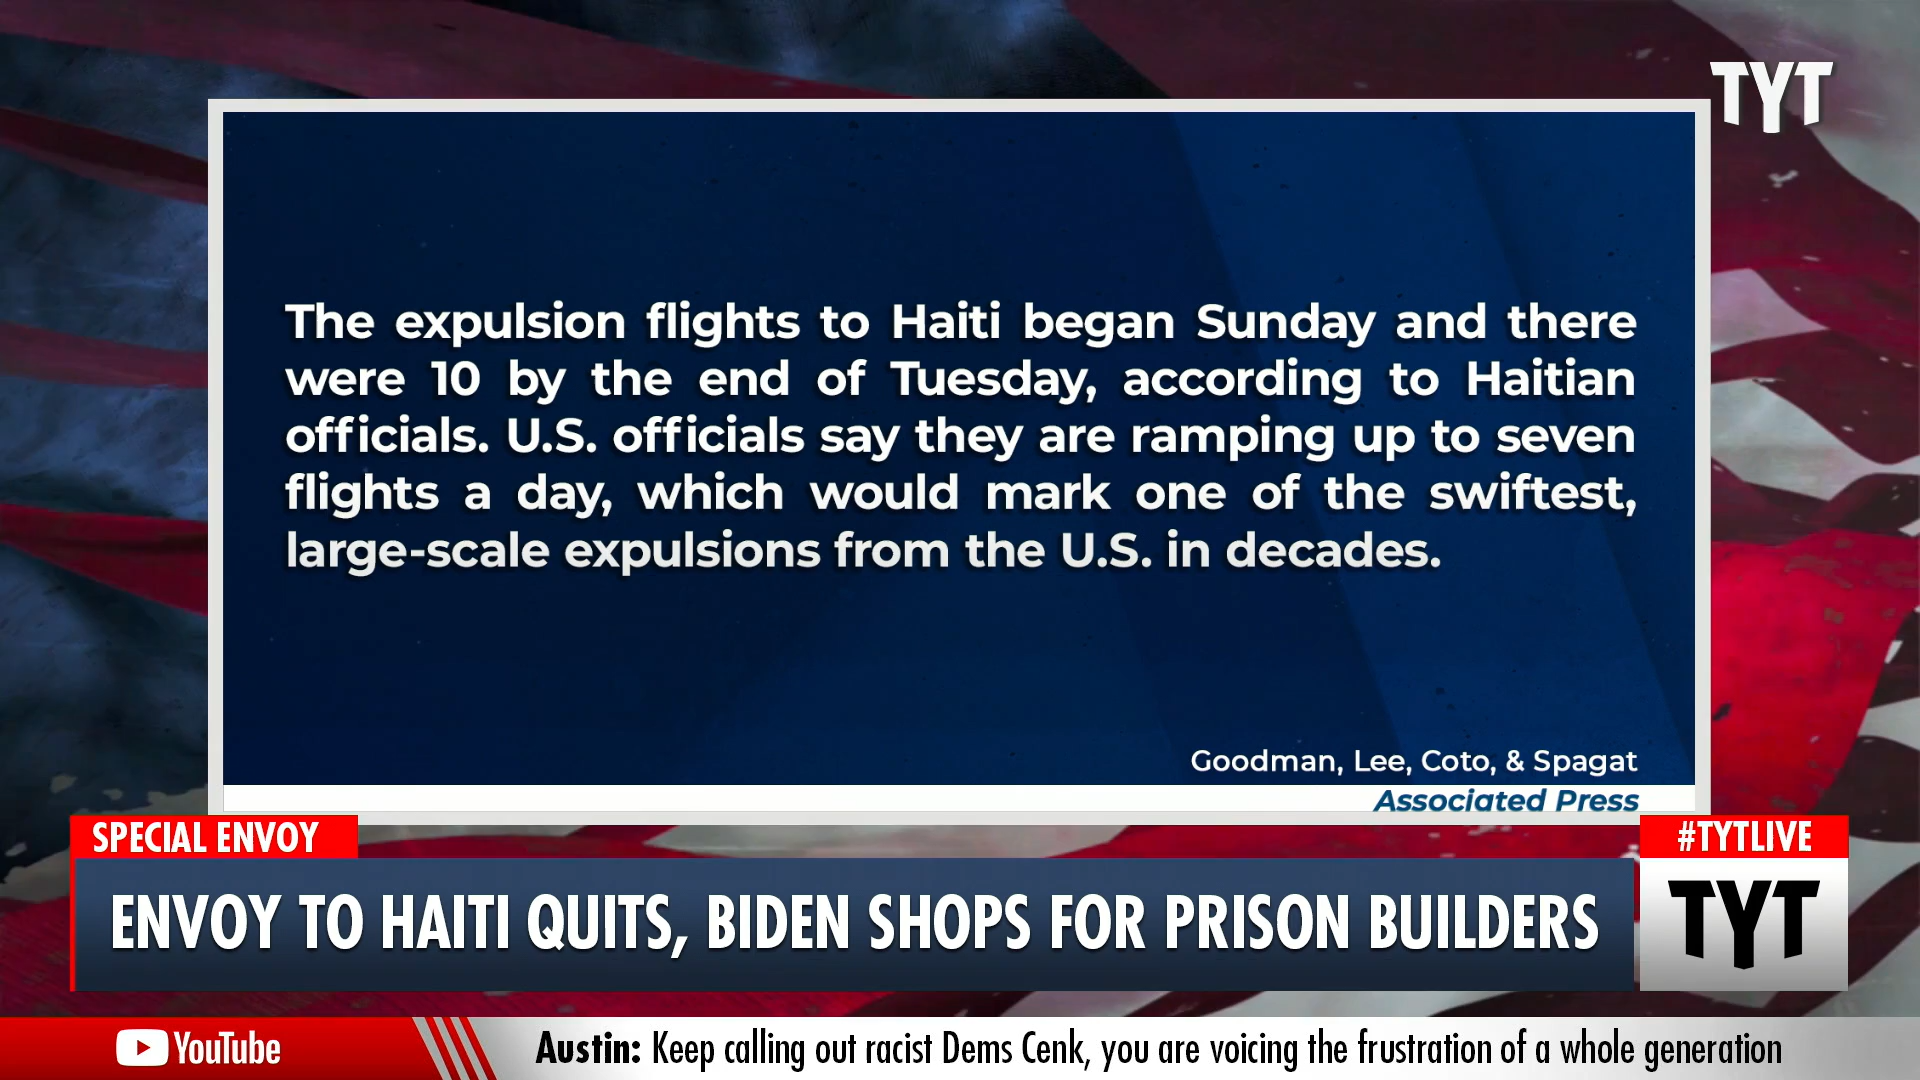 TYT
The expulsion flights to Haiti began Sunday and there
were 10 by the end of Tuesday, according to Haitian
officials. U.S. officials say they are ramping up to seven
flights a day, which would mark one of the swiftest,
large-scale expulsions from the U.S. in decades.
Goodman, Lee, Coto, & Spagat
Associated Press
SPECIAL ENVOY
#TYTLIVE
ENVOY TO HAITI QUITS, BIDEN SHOPS FOR PRISON BUILDERS
TYT
YouTube
Austin: Keep calling out racist Dems Cenk, you are voicing the frustration of a whole generation